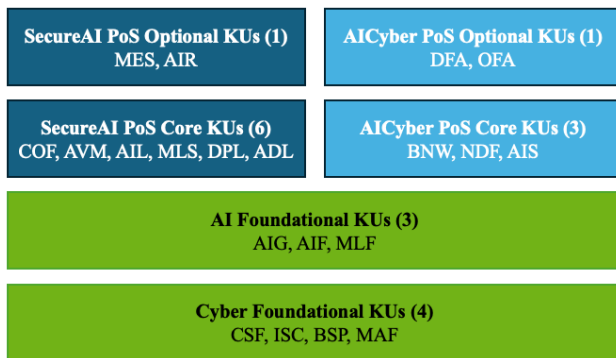 SecureAI PoS Optional KUs (1)
MES, AIR
AICyber PoS Optional KUs (1)
DFA, OFA
SecureAI PoS Core KUs (6)
COF, AVM, AIL, MLS, DPL, ADL
AICyber PoS Core KUs (3)
BNW, NDF, AIS
AI Foundational KUs (3)
AIG, AIF, MLF
Cyber Foundational KUs (4)
CSF, ISC, BSP, MAF